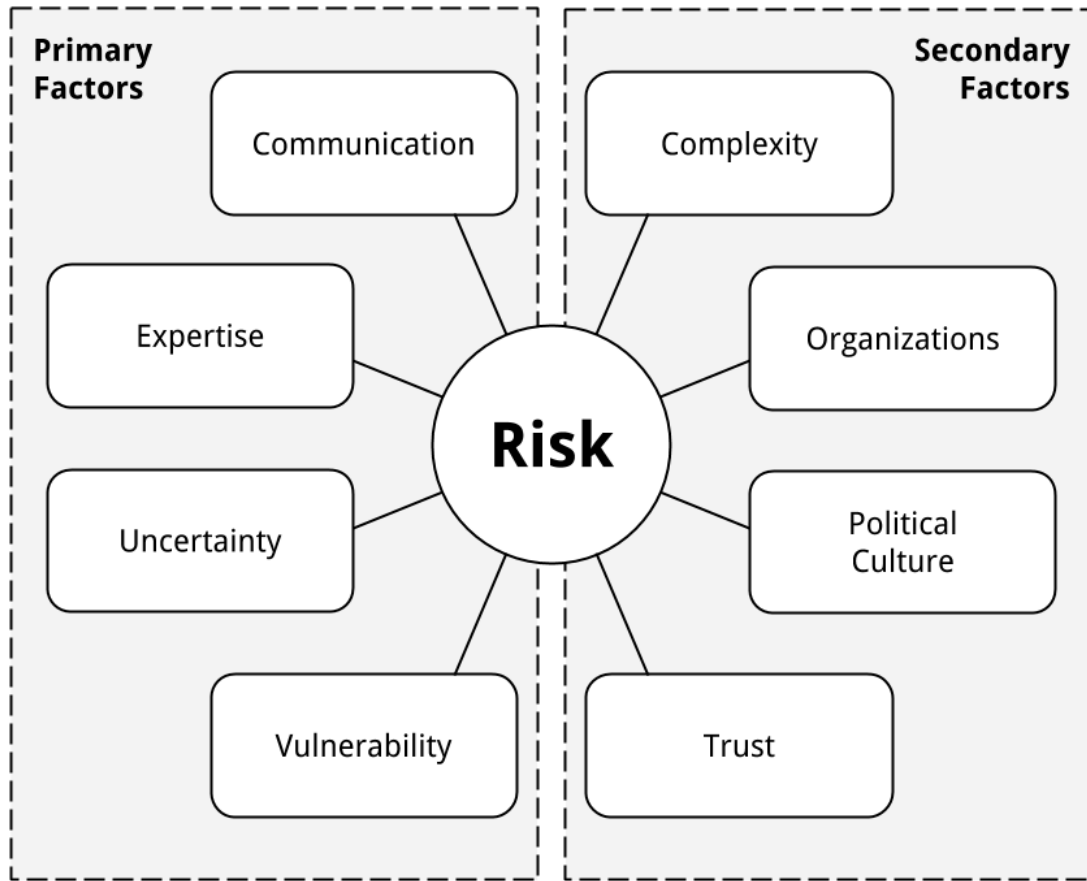 Primary
Factors
Secondary
Factors
Communication
Complexity
Expertise
Organizations
Risk
Uncertainty
Political
Culture
Vulnerability
Trust